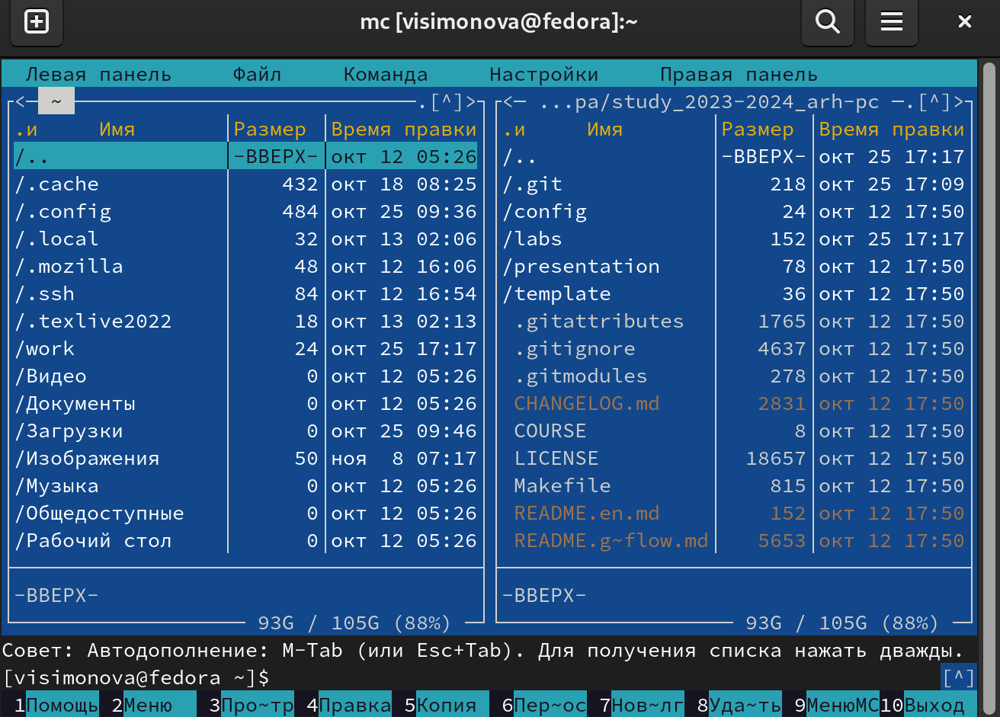 mc [visimonova@fedora]:~
Левая панель Файл Команда Настройки Правая панель
<─ ~ .[^]> <─ ...pa/study_2023-2024_arh-pc ─.[^]>
.и Имя Размер Время правки .и Имя Размер Время правки
/.. -ВВЕРХ- окт 12 05:26 /.. -ВВЕРХ- окт 25 17:17
/.cache 432 окт 18 08:25 /.git 218 окт 25 17:09
/.config 484 окт 25 09:36 /config 24 окт 12 17:50
/.local 32 окт 13 02:06 /labs 152 окт 25 17:17
/.mozilla 48 окт 12 16:06 /presentation 78 окт 12 17:50
/.ssh 84 окт 12 16:54 /template 36 окт 12 17:50
/.texlive2022 18 окт 13 02:13 .gitattributes 1765 окт 12 17:50
/work 24 окт 25 17:17 .gitignore 4637 окт 12 17:50
/Видео 0 окт 12 05:26 .gitmodules 278 окт 12 17:50
/Документы 0 окт 12 05:26 CHANGELOG.md 2831 окт 12 17:50
/Загрузки 0 окт 25 09:46 COURSE 8 окт 12 17:50
/Изображения 50 ноя 8 07:17 LICENSE 18657 окт 12 17:50
/Музыка 0 окт 12 05:26 Makefile 815 окт 12 17:50
/Общедоступные 0 окт 12 05:26 README.en.md 152 окт 12 17:50
/Рабочий стол 0 окт 12 05:26 README.g~flow.md 5653 окт 12 17:50
-ВВЕРХ- -ВВЕРХ-
93G / 105G (88%) 93G / 105G (88%)
Совет: Автодополнение: M-Tab (или Esc+Tab). Для получения списка нажать дважды.
[visimonova@fedora ~]$ [^]
1Помощь 2Меню 3Про~тр 4Правка 5Копия 6Пер~ос 7Нов~лг 8Уда~ть 9МенюМС 10Выход